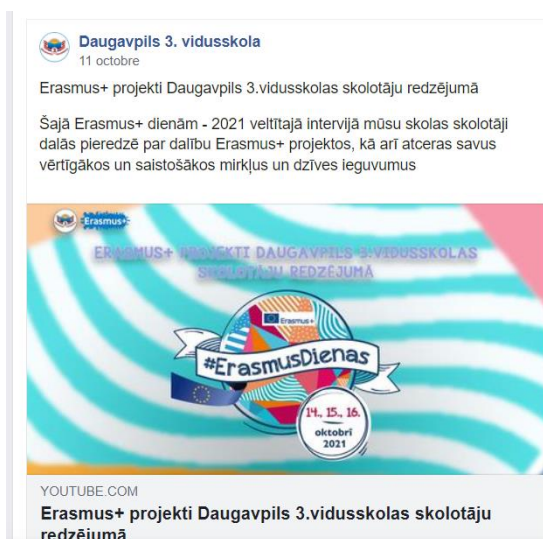 Daugavpils 3. vidusskola
11 octobre
Erasmus+ projekti Daugavpils 3.vidusskolas skolotāju redzējumā
Šajā Erasmus+ dienām - 2021 veltītajā intervijā mūsu skolas skolotāji
dalās pieredzē par dalību Erasmus+ projektos, kā arī atceras savus
vērtīgākos un saistošākos mirkļus un dzīves ieguvumus
Erasmus+
ERASMUS+ PROJEKTI DAUGAVPILS 3.VIDUSSKOLAS
SKOLOTĀJU REDZĒJUMĀ
Erasmus+
#ErasmusDienas
14., 15., 16.
oktobrī
2021
YOUTUBE.COM
Erasmus+ projekti Daugavpils 3.vidusskolas skolotāju
redzējumā